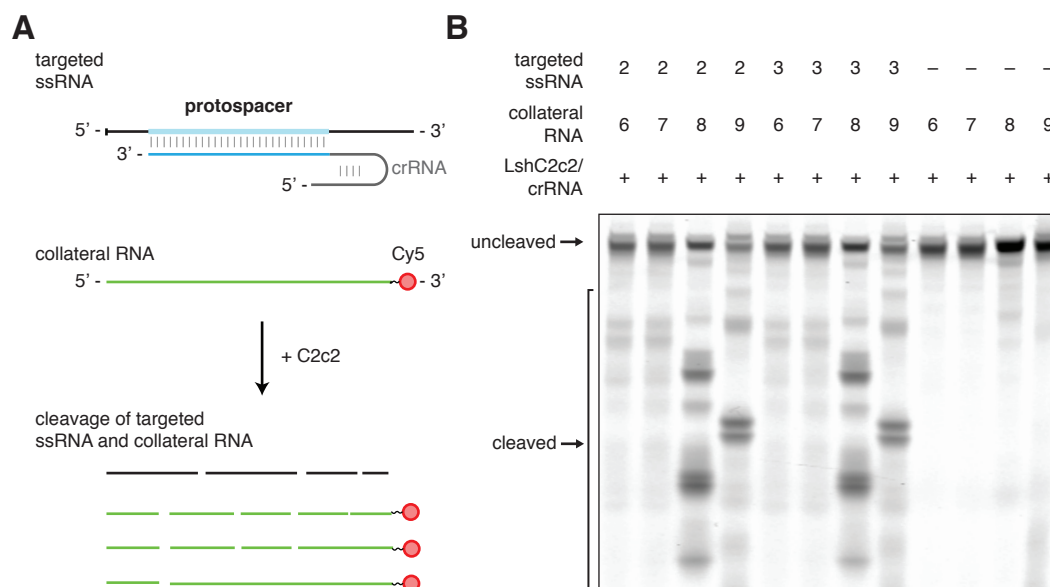 A
targeted
ssRNA
protospacer
5’ - - 3’
3’ -
crRNA
5’ -
collateral RNA Cy5
5’ - - 3’
+ C2c2
cleavage of targeted
ssRNA and collateral RNA
B
targeted
ssRNA 2 2 2 2 3 3 3 3 – – – –
collateral
RNA 6 7 8 9 6 7 8 9 6 7 8 9
LshC2c2/
crRNA + + + + + + + + + + + +
uncleaved
cleaved